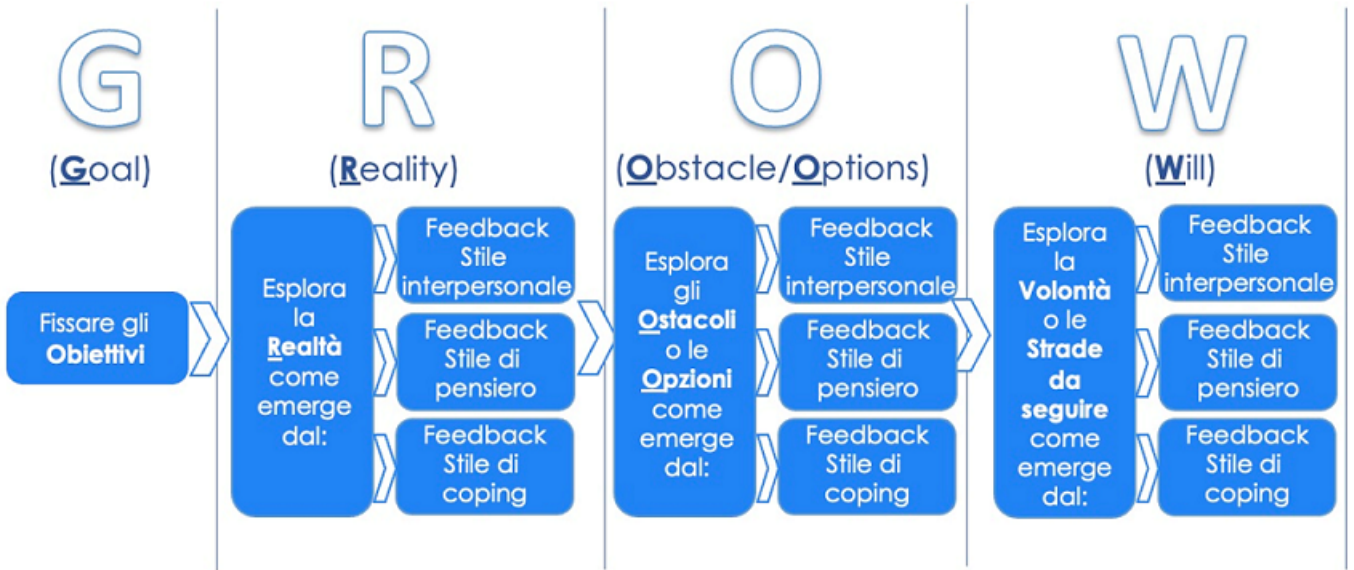 G
(Goal)
Fissare gli
Obiettivi
R
(Reality)
Esplora
la
Realtà
come
emerge
dal:
Feedback
Stile
interpersonale
Feedback
Stile di
pensiero
Feedback
Stile di
coping
O
(Obstacle/Options)
Esplora
gli
Ostacoli
o le
Opzioni
come
emerge
dal:
Feedback
Stile
interpersonale
Feedback
Stile di
pensiero
Feedback
Stile di
coping
W
(Will)
Esplora
la
Volontà
o le
Strade
da
seguire
come
emerge
dal:
Feedback
Stile
interpersonale
Feedback
Stile di
pensiero
Feedback
Stile di
coping